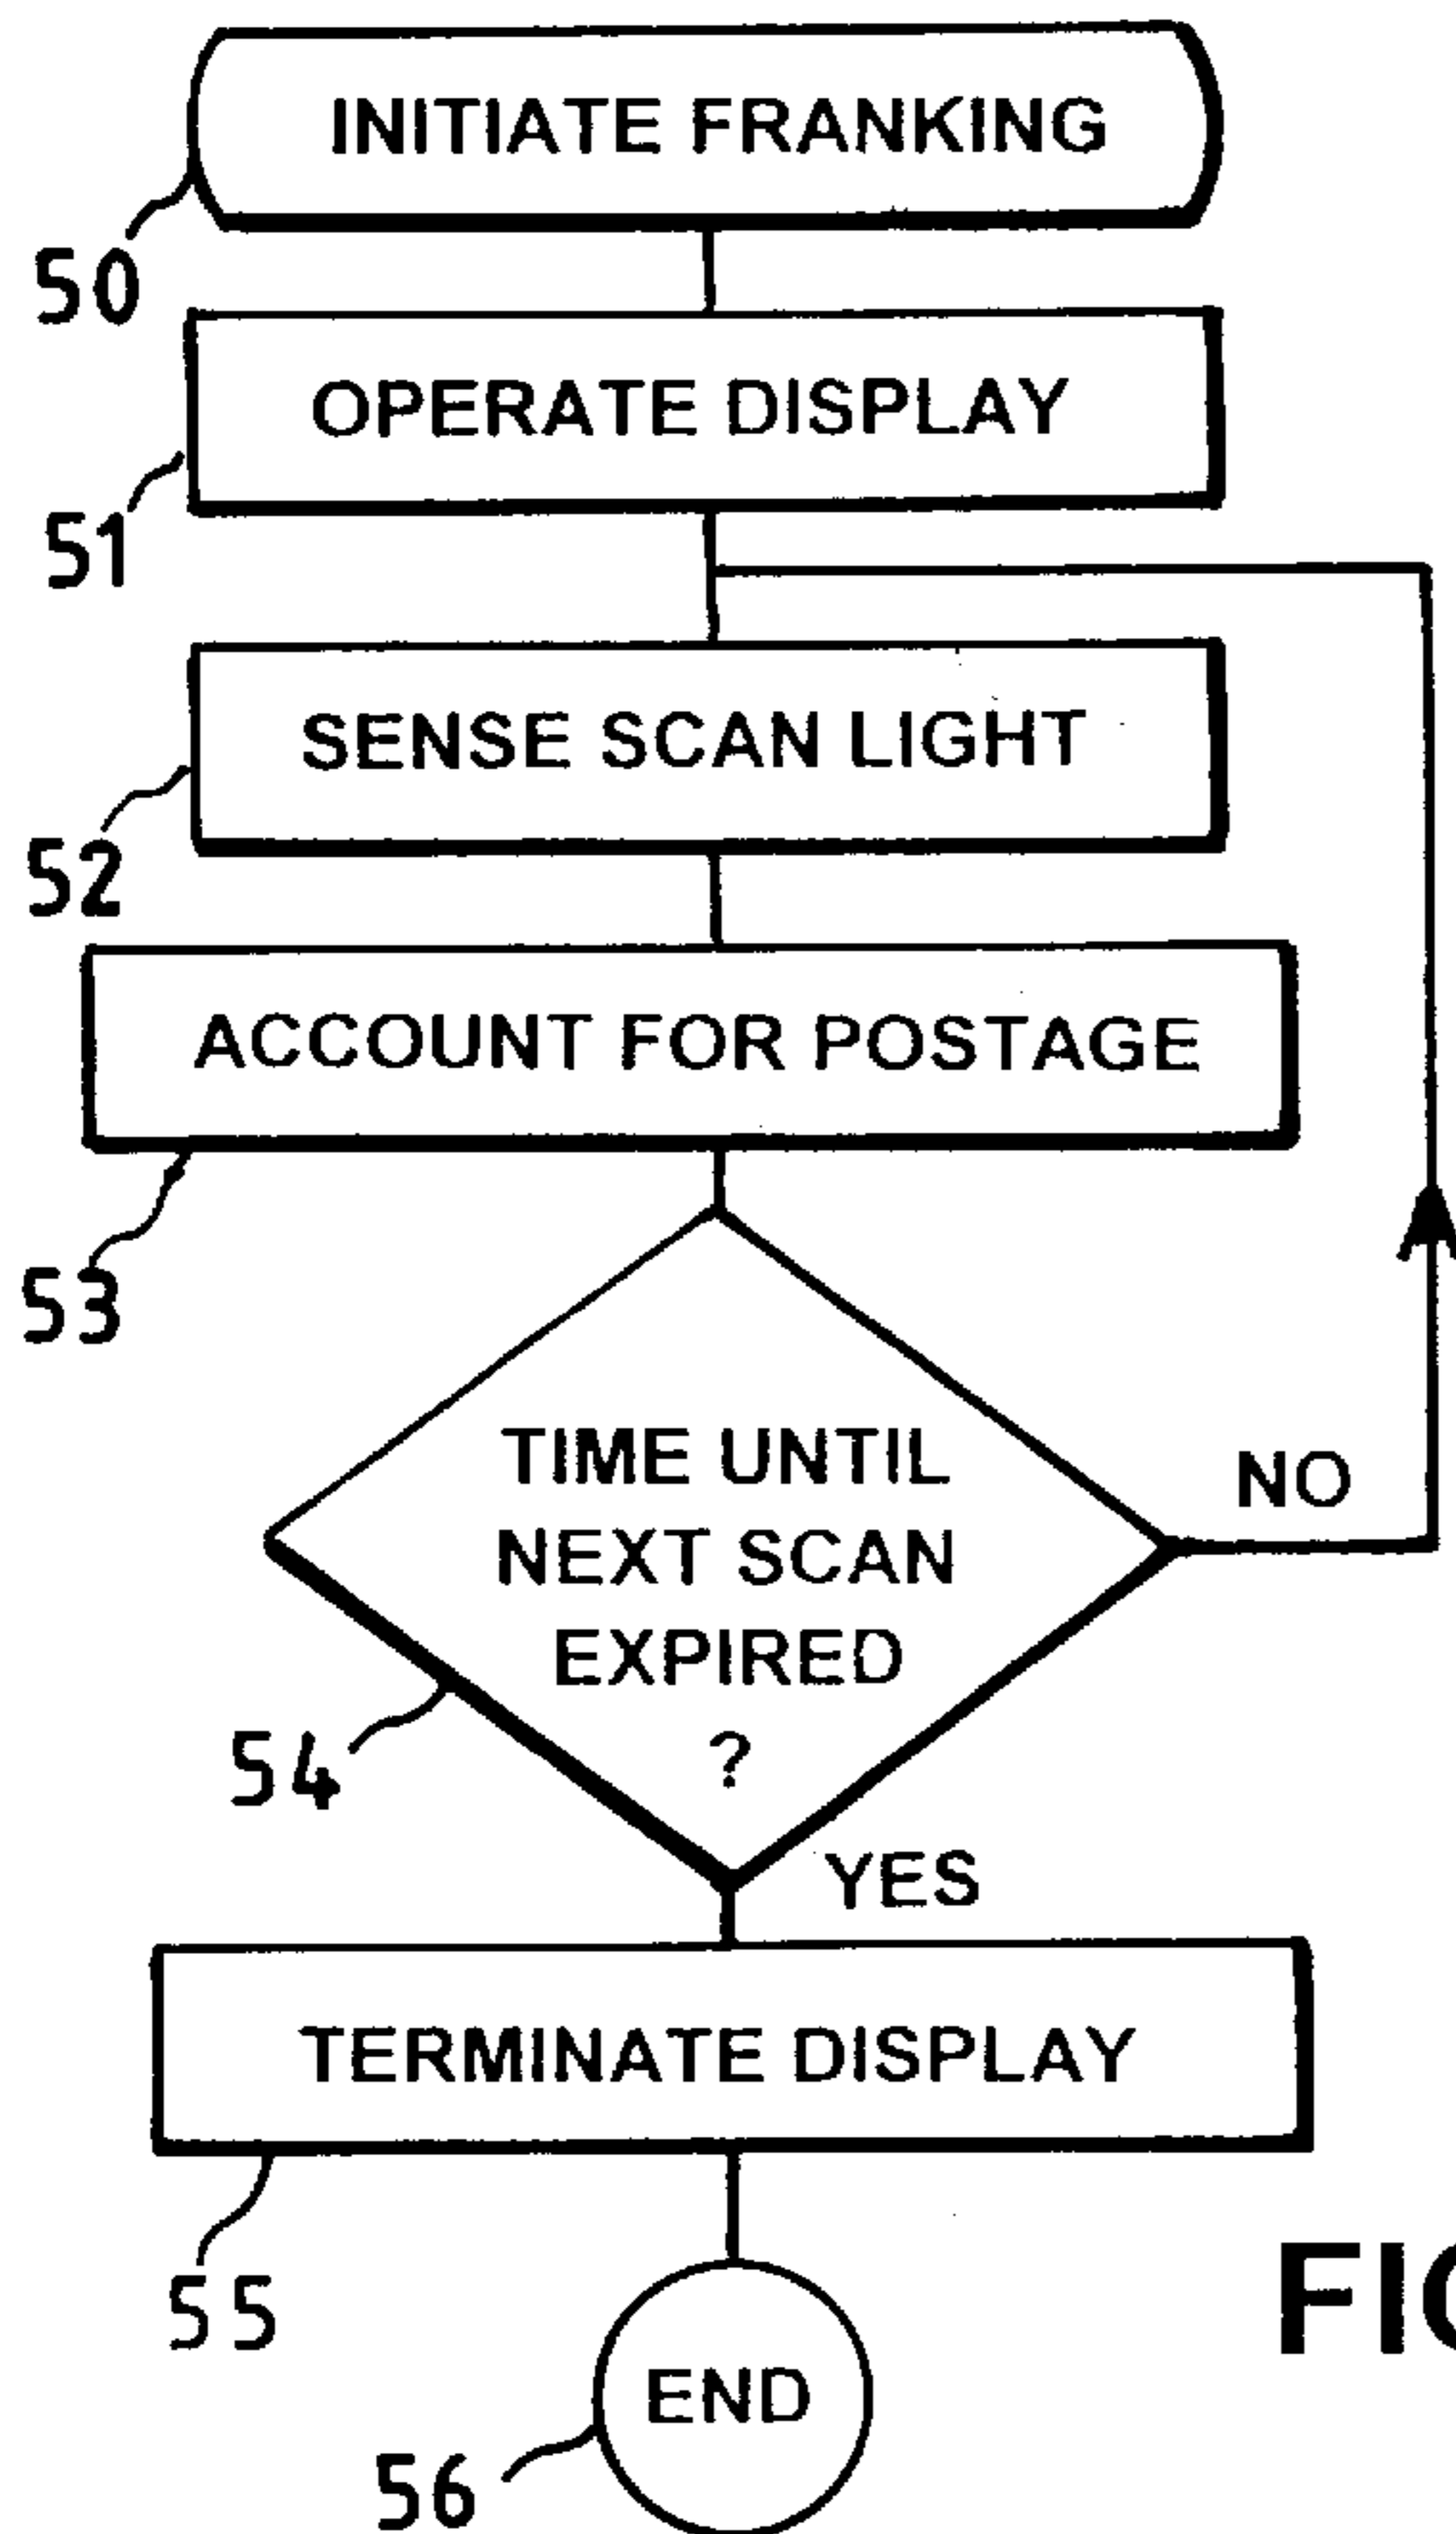 INITIATE FRANKING
50
OPERATE DISPLAY
51
SENSE SCAN LIGHT
52
ACCOUNT FOR POSTAGE
53
TIME UNTIL
NEXT SCAN
EXPIRED
?
NO
54
YES
TERMINATE DISPLAY
55
END
56